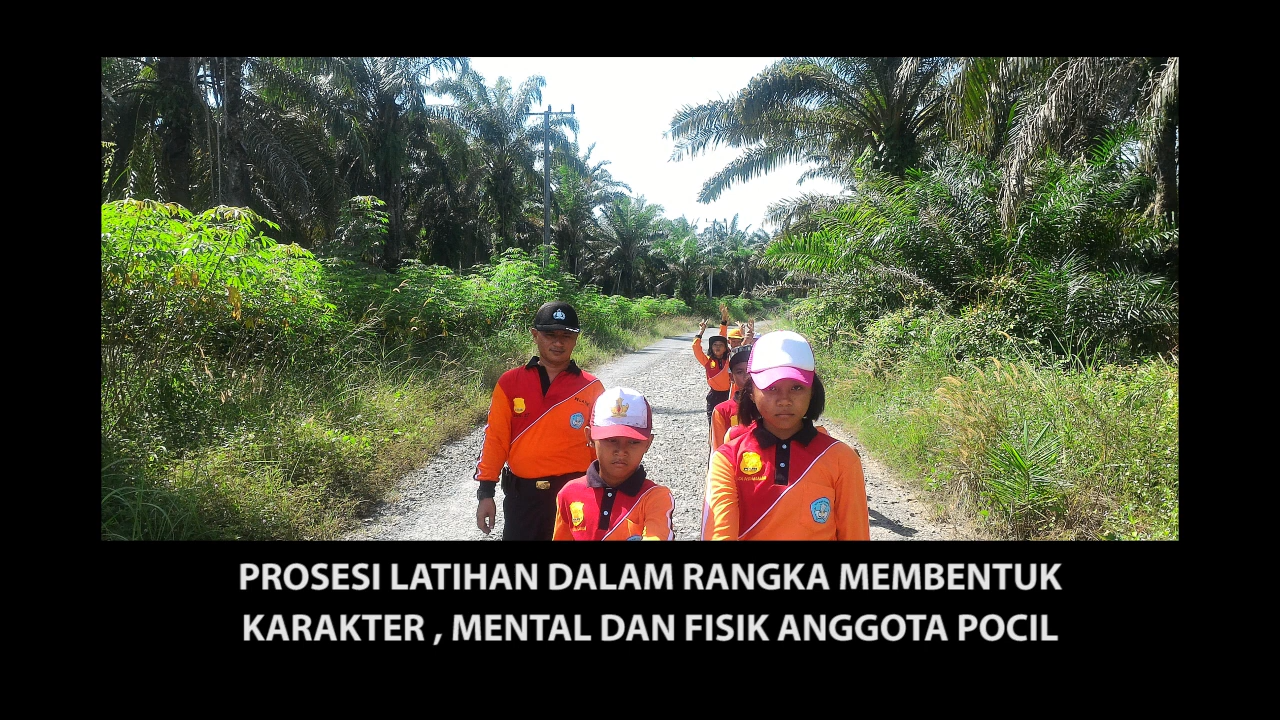 PROSESI LATIHAN DALAM RANGKA MEMBENTUK
KARAKTER , MENTAL DAN FISIK ANGGOTA POCIL